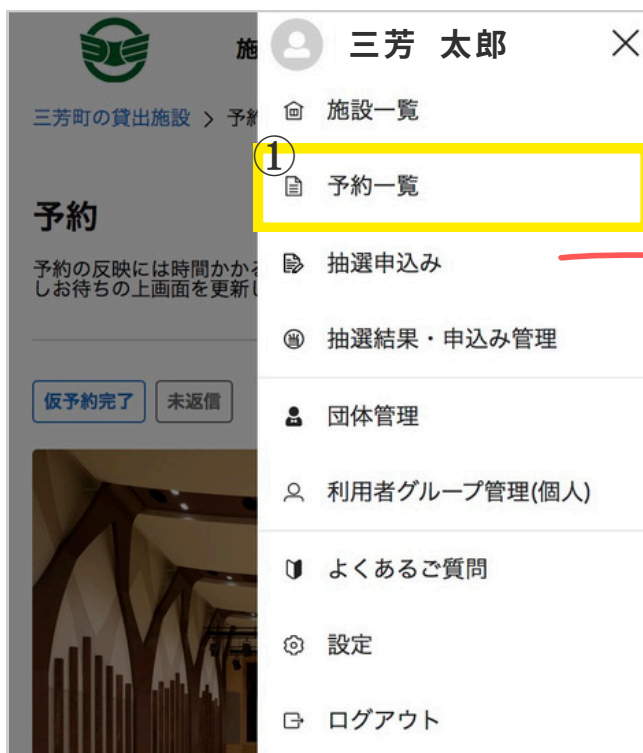 施
三芳 太郎
三芳町の貸出施設 > 予約
施設一覧
①
予約一覧
予約
予約の反映には時間かかる
しお待ちの上画面を更新し
抽選申込み
抽選結果・申込み管理
仮予約完了 未返信
団体管理
利用者グループ管理(個人)
よくあるご質問
設定
ログアウト